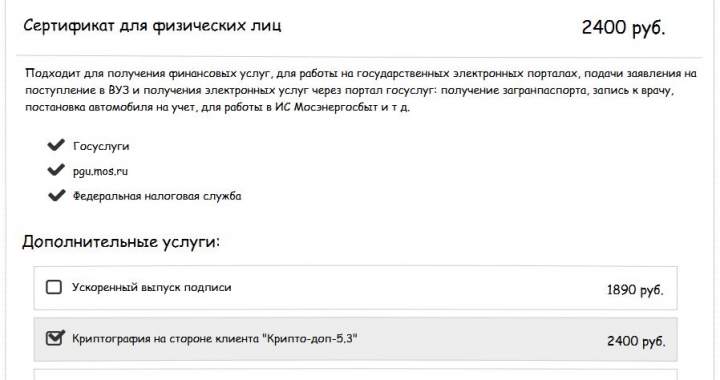 Сертификат для физических лиц 2400 руб.
Подходит для получения финансовых услуг, для работы на государственных электронных порталах, подачи заявления на
поступление в ВУЗ и получения электронных услуг через портал госуслуг: получение загранпаспорта, запись к врачу,
постановка автомобиля на учет, для работы в ИС Мосэнергосбыт и т д.
Госуслуги
pgu.mos.ru
Федеральная налоговая служба
Дополнительные услуги:
Ускоренный выпуск подписи 1890 руб.
Криптография на стороне клиента "Крипто-доп-5.3" 2400 руб.